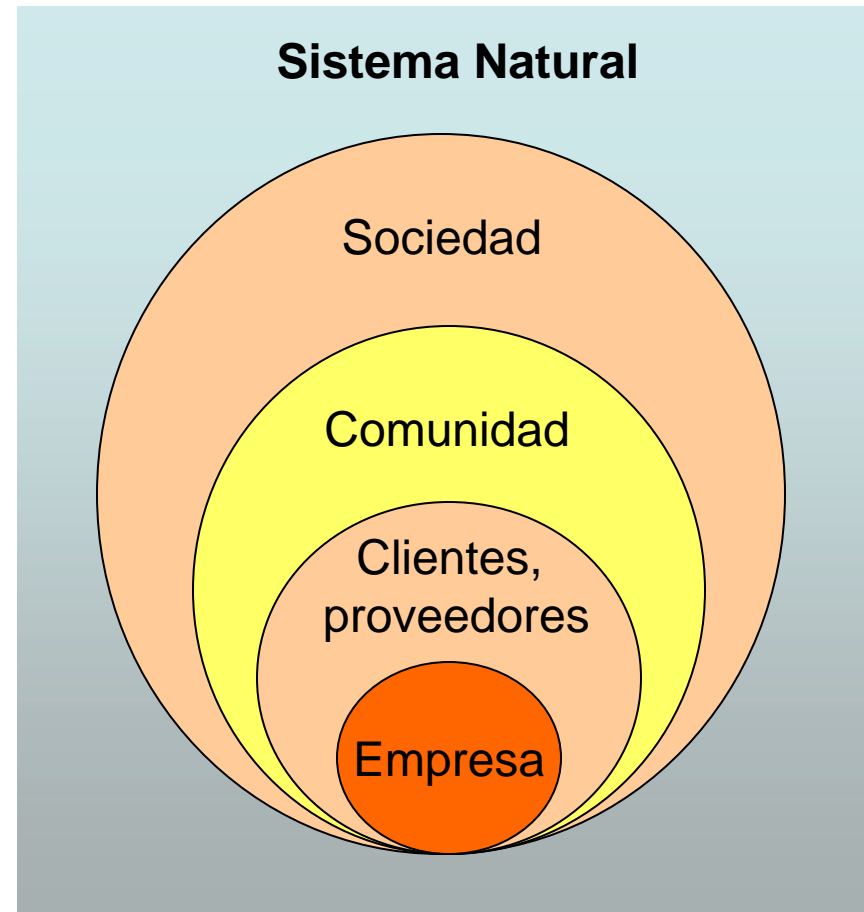 Sistema Natural
Sociedad
Comunidad
Clientes,
proveedores
Empresa